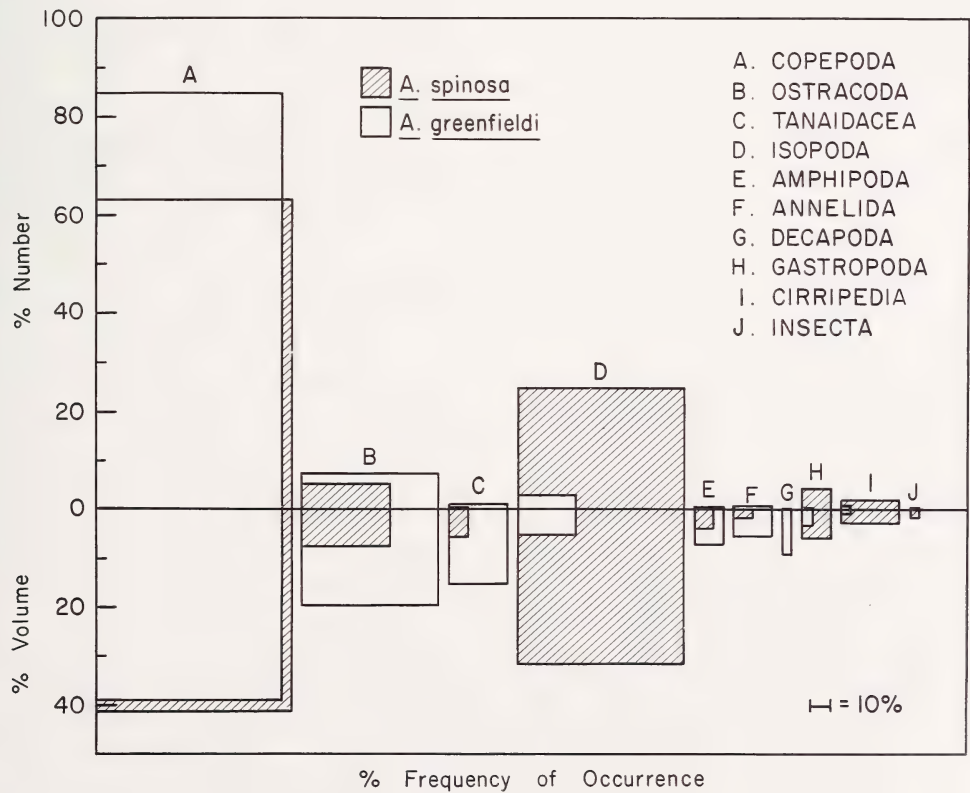 100
80
60
40
20
0
20
40
% Number
% Volume
A
B
C
D
E
F
G
H
I
J
A. spinosa
A. greenfieldi
A. COPEPODA
B. OSTRACODA
C. TANAIDACEA
D. ISOPODA
E. AMPHIPODA
F. ANNELIDA
G. DECAPODA
H. GASTROPODA
I. CIRRIPEDIA
J. INSECTA
= 10%
% Frequency of Occurrence